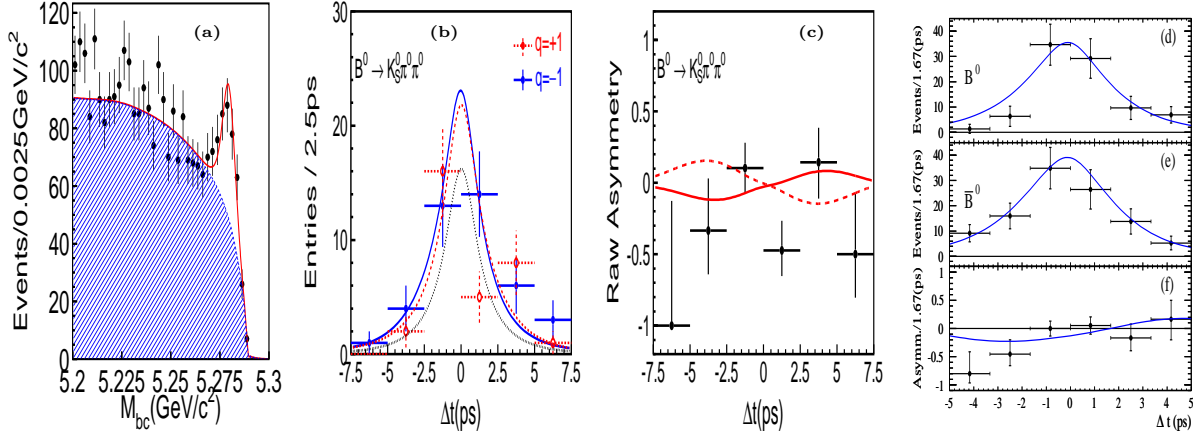 (a)
Events/0.0025GeV/c²
120
100
80
60
40
20
0
5.2 5.225 5.25 5.275 5.3
M_bc(GeV/c²)
(b)
B⁰ → K⁰_Sπ⁰π⁰
q=+1
q=−1
Entries / 2.5ps
30
20
10
0
-7.5 -5 -2.5 0 2.5 5 7.5
Δt(ps)
(c)
B⁰ → K⁰_Sπ⁰π⁰
Raw Asymmetry
1
0.5
0
-0.5
-1
-7.5 -5 -2.5 0 2.5 5 7.5
Δt(ps)
(d)
B⁰
Events/1.67(ps)
40
30
20
10
0
(e)
B̅⁰
Events/1.67(ps)
40
30
20
10
0
(f)
Asymm./1.67(ps)
1
0.5
0
-0.5
-1
-5 -4 -3 -2 -1 0 1 2 3 4 5
Δ t (ps)